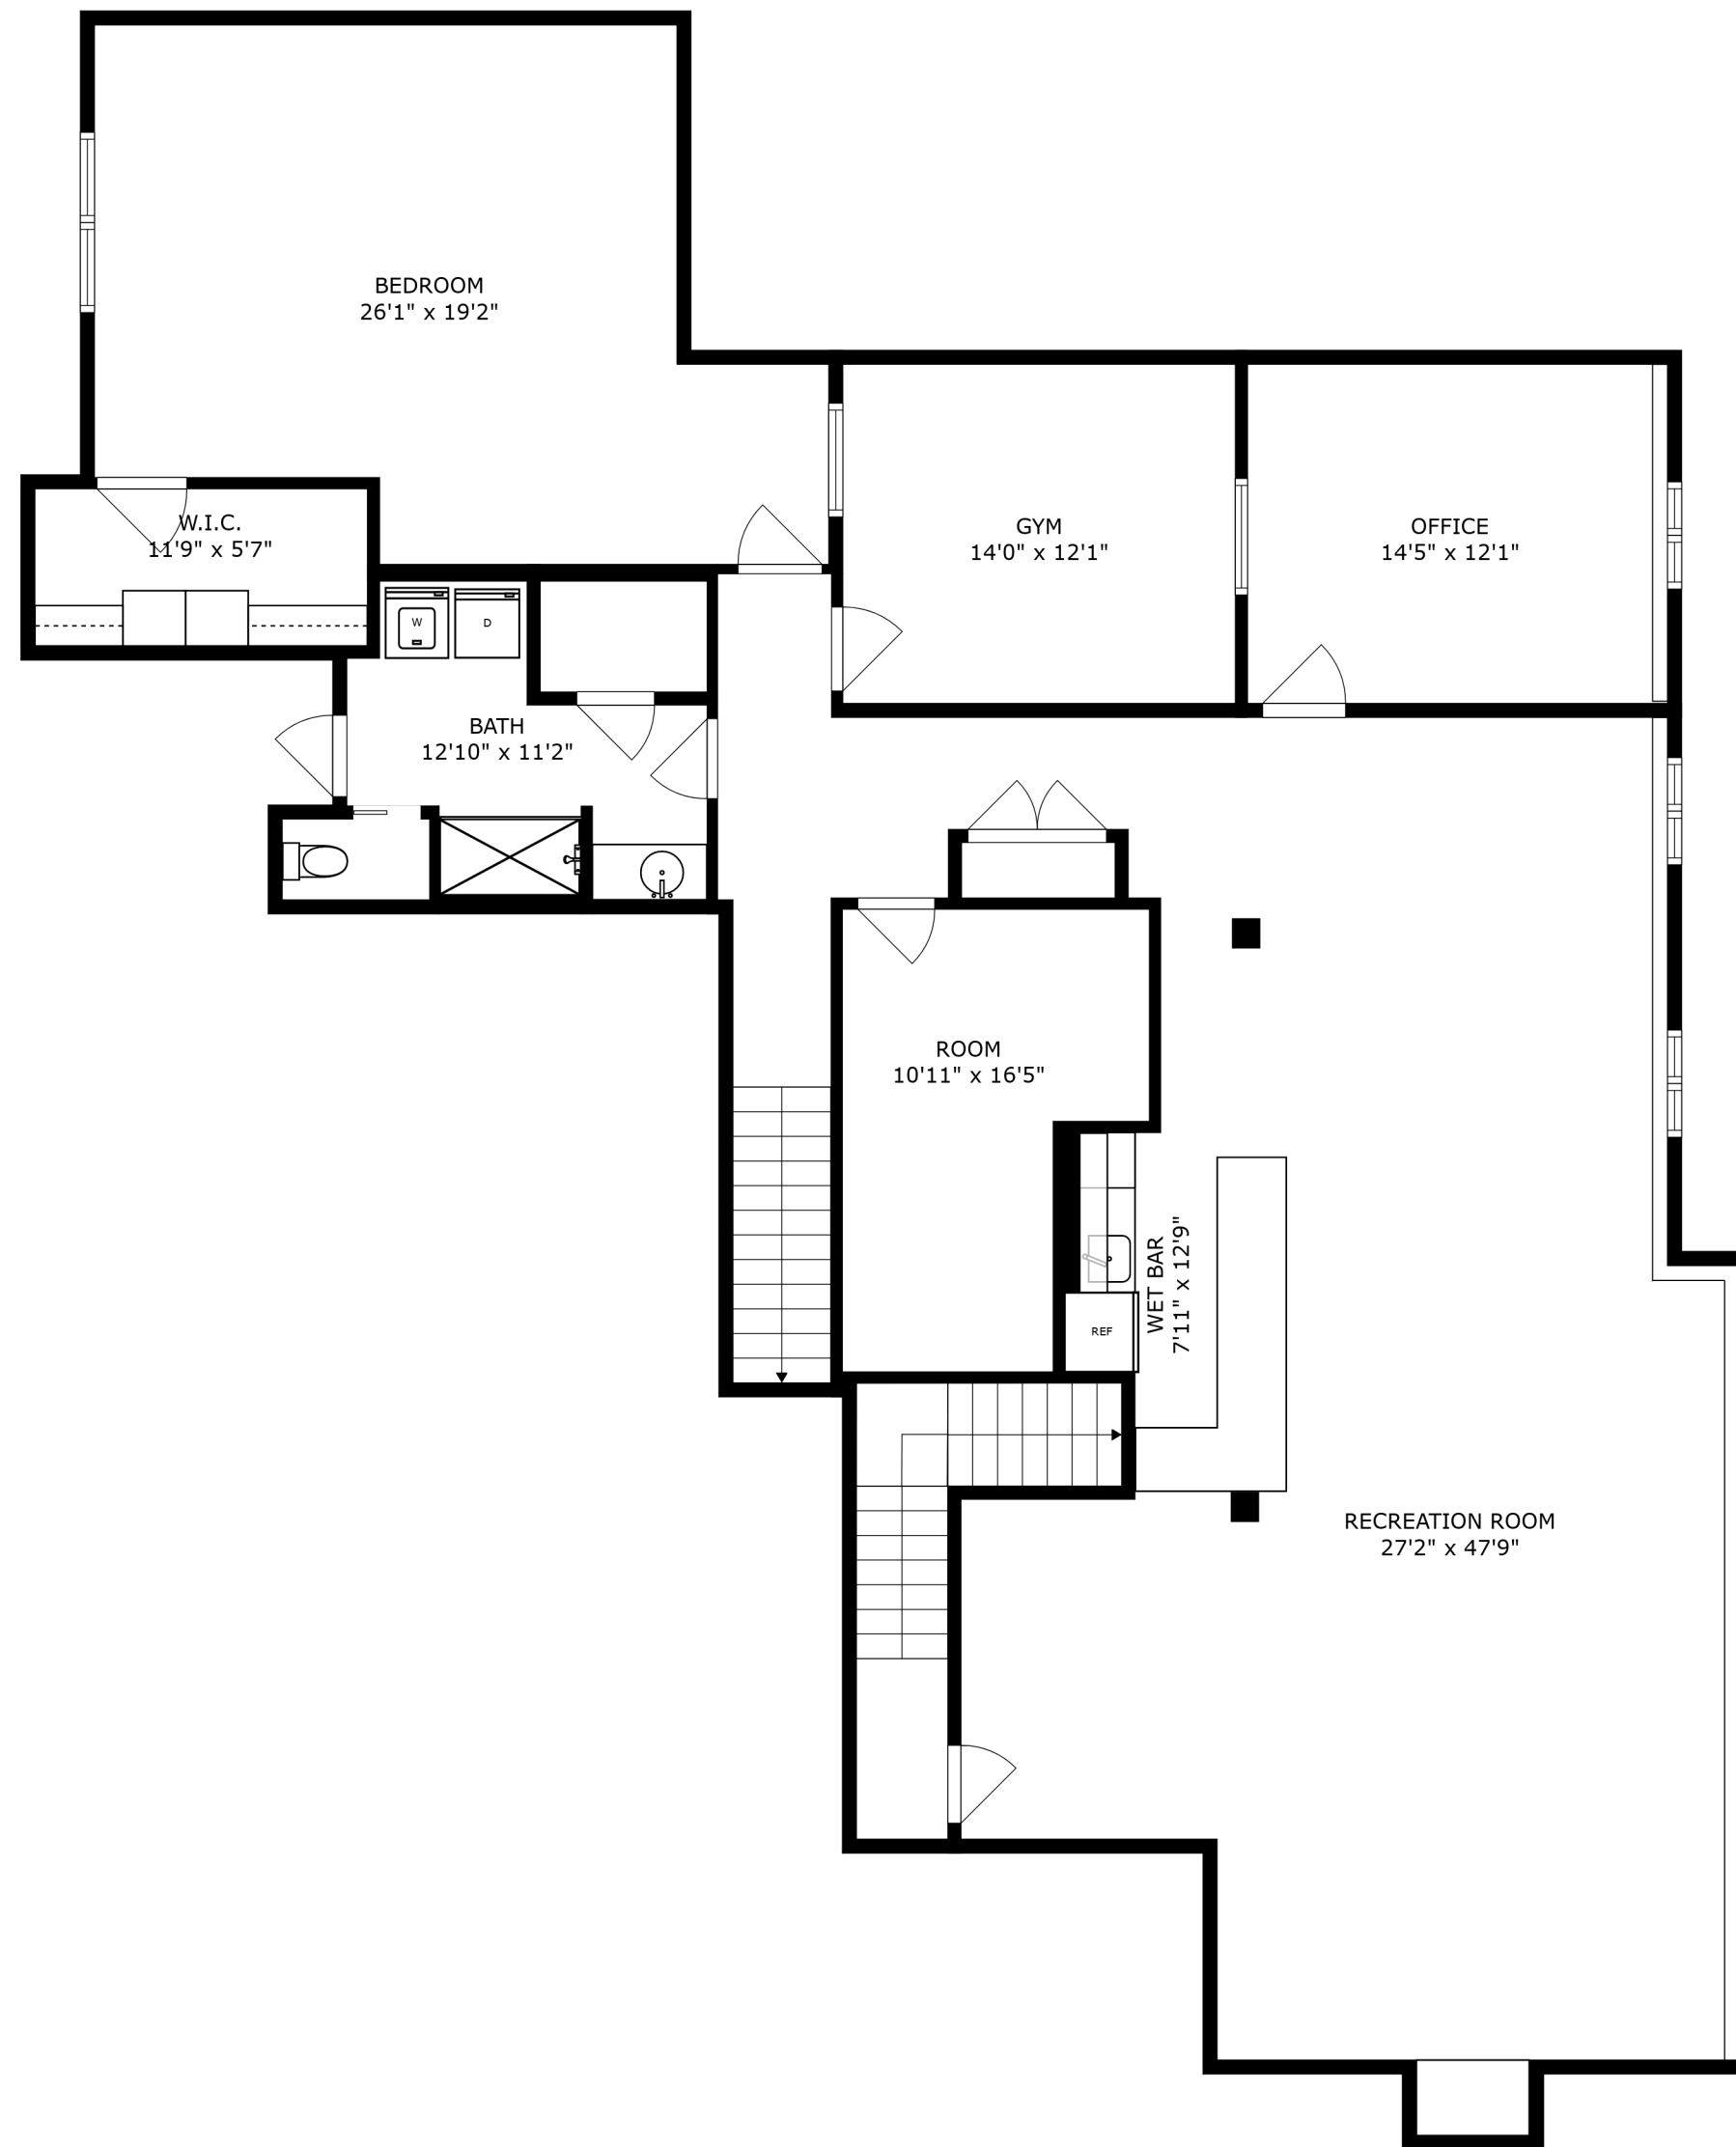 BEDROOM
26'1" x 19'2"
W.I.C.
11'9" x 5'7"
GYM
14'0" x 12'1"
OFFICE
14'5" x 12'1"
W
D
BATH
12'10" x 11'2"
ROOM
10'11" x 16'5"
WET BAR
7'11" x 12'9"
REF
RECREATION ROOM
27'2" x 47'9"